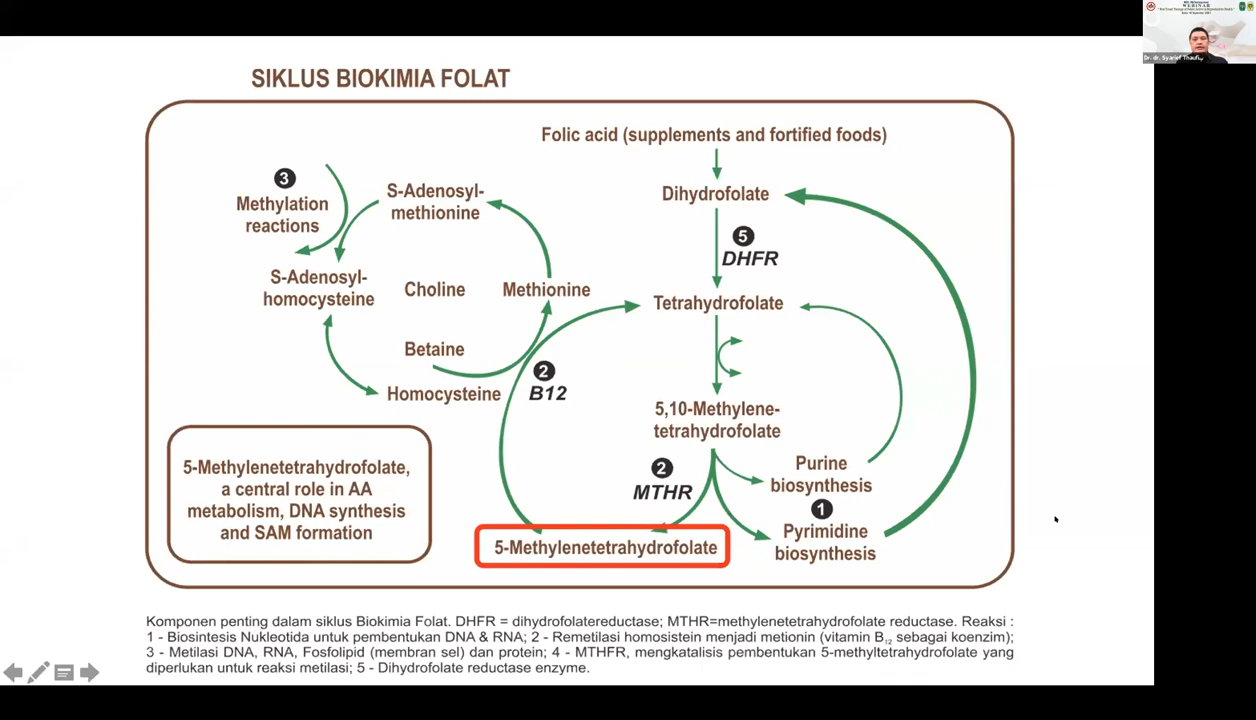 WEBINAR
Dr. dr. Syarief Thaufi
SIKLUS BIOKIMIA FOLAT
Folic acid (supplements and fortified foods)
3
Methylation
reactions
S-Adenosyl-
methionine
Dihydrofolate
5
DHFR
S-Adenosyl-
homocysteine
Choline
Methionine
Tetrahydrofolate
Betaine
2
B12
Homocysteine
5,10-Methylene-
tetrahydrofolate
2
MTHR
Purine
biosynthesis
1
Pyrimidine
biosynthesis
5-Methylenetetrahydrofolate,
a central role in AA
metabolism, DNA synthesis
and SAM formation
5-Methylenetetrahydrofolate
Komponen penting dalam siklus Biokimia Folat. DHFR = dihydrofolatereductase; MTHR=methylenetetrahydrofolate reductase. Reaksi :
1 - Biosintesis Nukleotida untuk pembentukan DNA & RNA; 2 - Remetilasi homosistein menjadi metionin (vitamin B12 sebagai koenzim);
3 - Metilasi DNA, RNA, Fosfolipid (membran sel) dan protein; 4 - MTHFR, mengkatalisis pembentukan 5-methyltetrahydrofolate yang
diperlukan untuk reaksi metilasi; 5 - Dihydrofolate reductase enzyme.